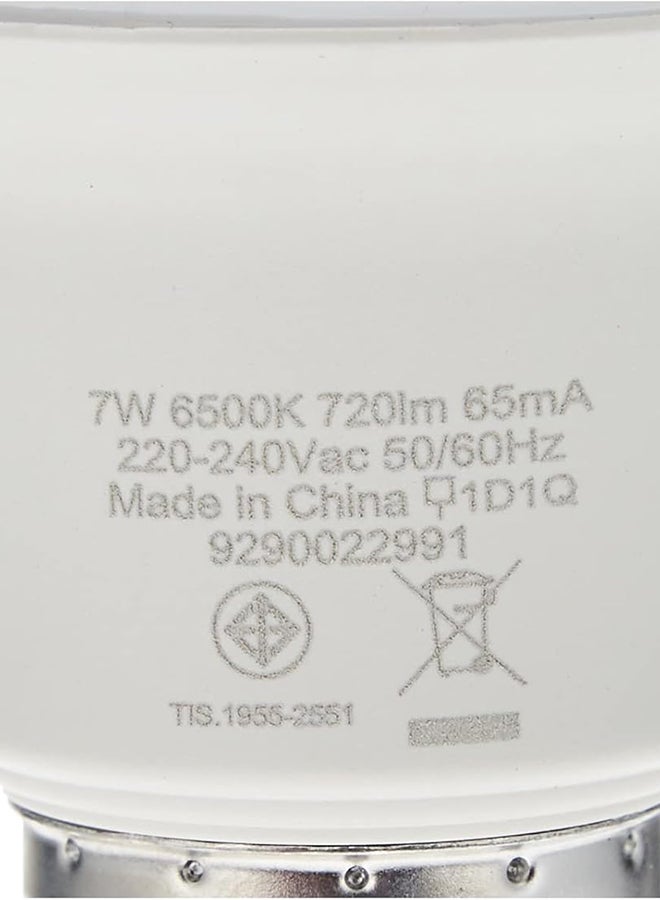 7W 6500K 720lm 65mA
220-240Vac 50/60Hz
Made in China 1D1Q
9290022991
TIS.1955-2551